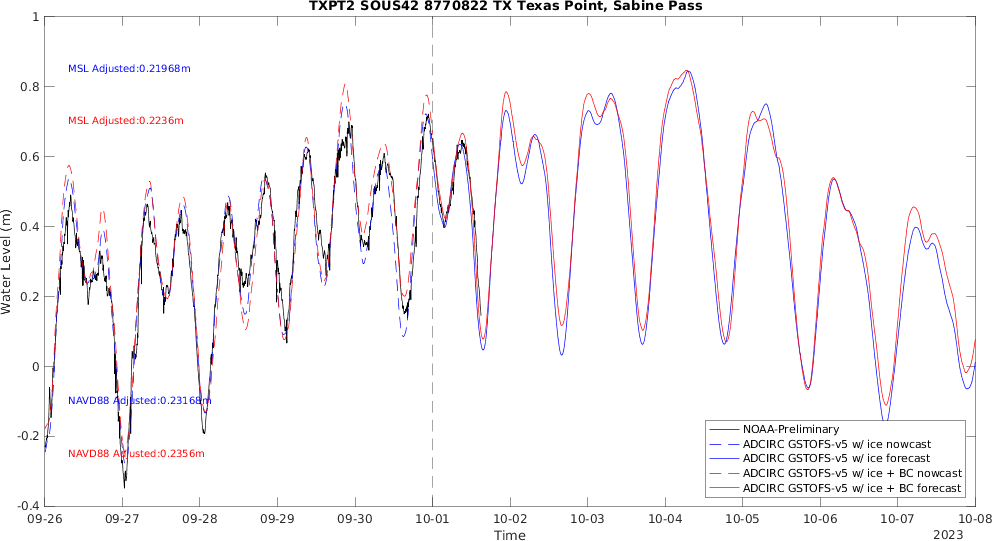 TXPT2 SOUS42 8770822 TX Texas Point, Sabine Pass
Water Level (m)
1
0.8
0.6
0.4
0.2
0
-0.2
-0.4
MSL Adjusted:0.21968m
MSL Adjusted:0.2236m
NAVD88 Adjusted:0.23168m
NAVD88 Adjusted:0.2356m
NOAA-Preliminary
ADCIRC GSTOFS-v5 w/ ice nowcast
ADCIRC GSTOFS-v5 w/ ice forecast
ADCIRC GSTOFS-v5 w/ ice + BC nowcast
ADCIRC GSTOFS-v5 w/ ice + BC forecast
09-26 09-27 09-28 09-29 09-30 10-01 10-02 10-03 10-04 10-05 10-06 10-07 10-08
Time
2023